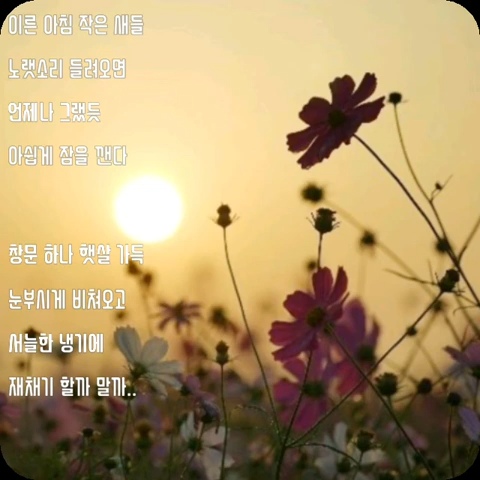 이른 아침 작은 새들
노랫소리 들려오면
언제나 그랬듯
아쉽게 잠을 깬다
창문 하나 햇살 가득
눈부시게 비쳐오고
서늘한 냉기에
재채기 할까 말까..